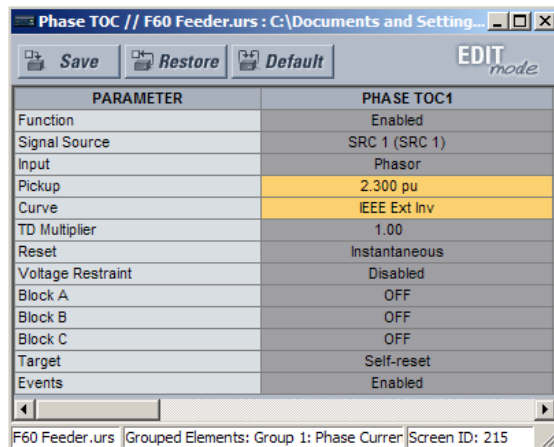 Phase TOC // F60 Feeder.urs : C:\Documents and Setting...
Save Restore Default EDIT mode
PARAMETER PHASE TOC1
Function Enabled
Signal Source SRC 1 (SRC 1)
Input Phasor
Pickup 2.300 pu
Curve IEEE Ext Inv
TD Multiplier 1.00
Reset Instantaneous
Voltage Restraint Disabled
Block A OFF
Block B OFF
Block C OFF
Target Self-reset
Events Enabled
F60 Feeder.urs Grouped Elements: Group 1: Phase Curren Screen ID: 215